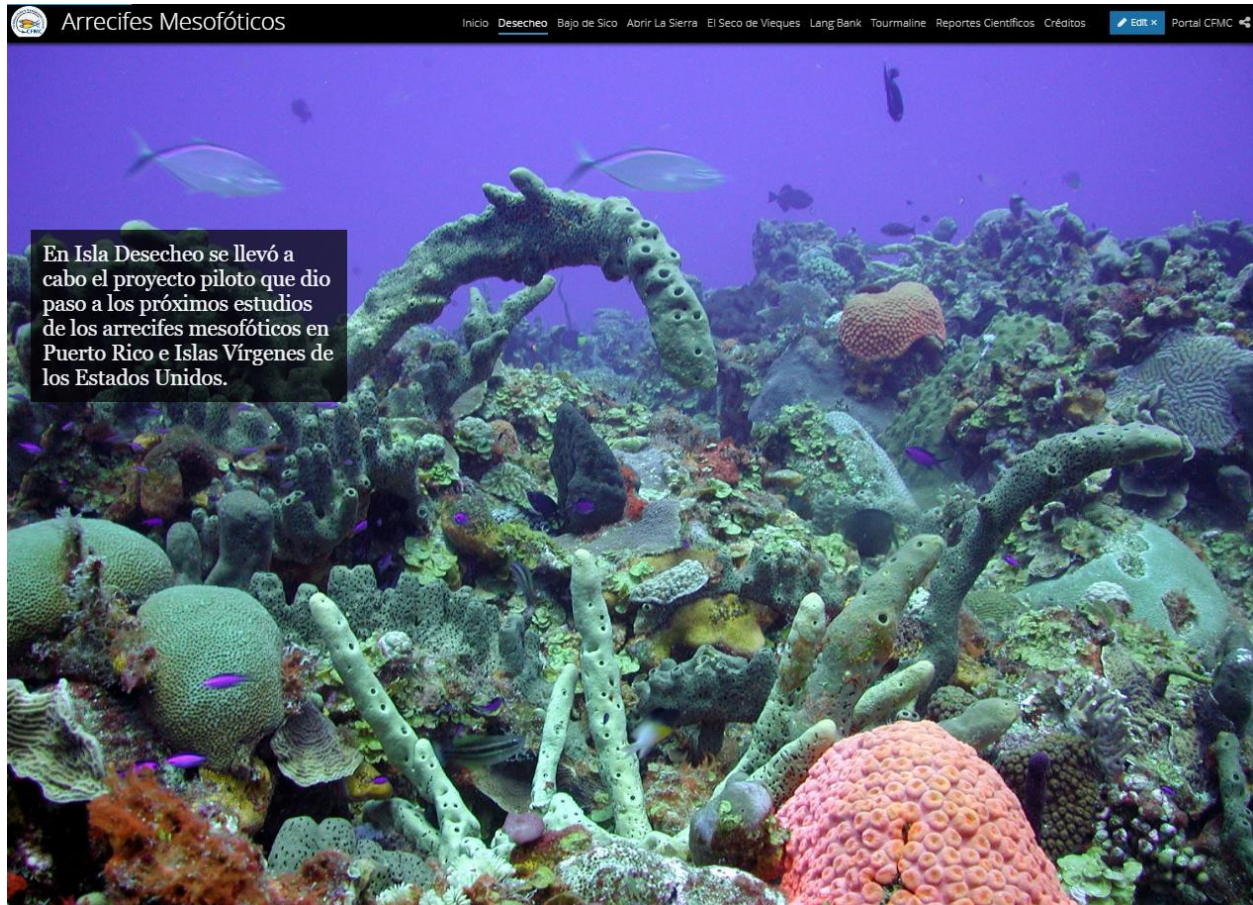 CFMC
Arrecifes Mesofóticos
Inicio Desecheo Bajo de Sico Abrir La Sierra El Seco de Vieques Lang Bank Tourmaline Reportes Científicos Créditos Edit × Portal CFMC
En Isla Desecheo se llevó a
cabo el proyecto piloto que dio
paso a los próximos estudios
de los arrecifes mesofóticos en
Puerto Rico e Islas Vírgenes de
los Estados Unidos.